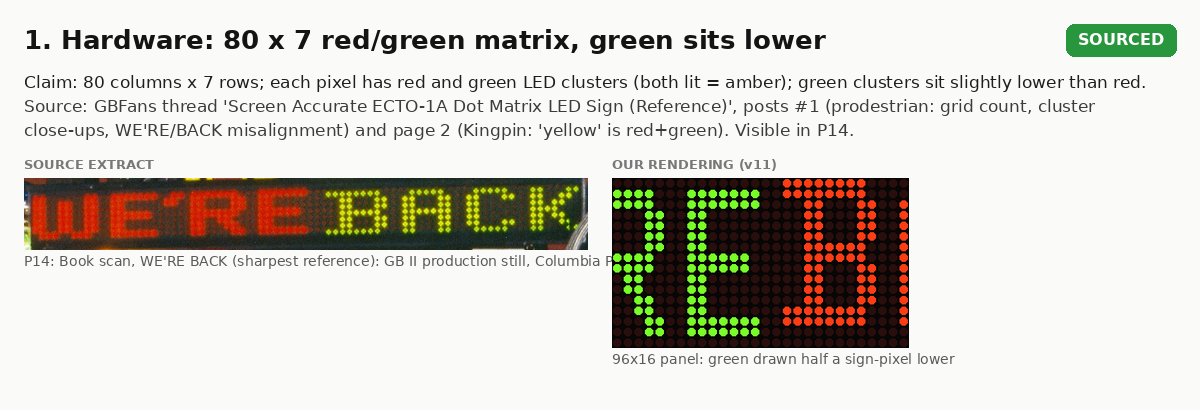 1. Hardware: 80 x 7 red/green matrix, green sits lower
SOURCED
Claim: 80 columns x 7 rows; each pixel has red and green LED clusters (both lit = amber); green clusters sit slightly lower than red.
Source: GBFans thread 'Screen Accurate ECTO-1A Dot Matrix LED Sign (Reference)', posts #1 (prodestrian: grid count, cluster
close-ups, WE'RE/BACK misalignment) and page 2 (Kingpin: 'yellow' is red+green). Visible in P14.
SOURCE EXTRACT
OUR RENDERING (v11)
WE'RE BACK
RE B
P14: Book scan, WE'RE BACK (sharpest reference): GB II production still, Columbia
96x16 panel: green drawn half a sign-pixel lower